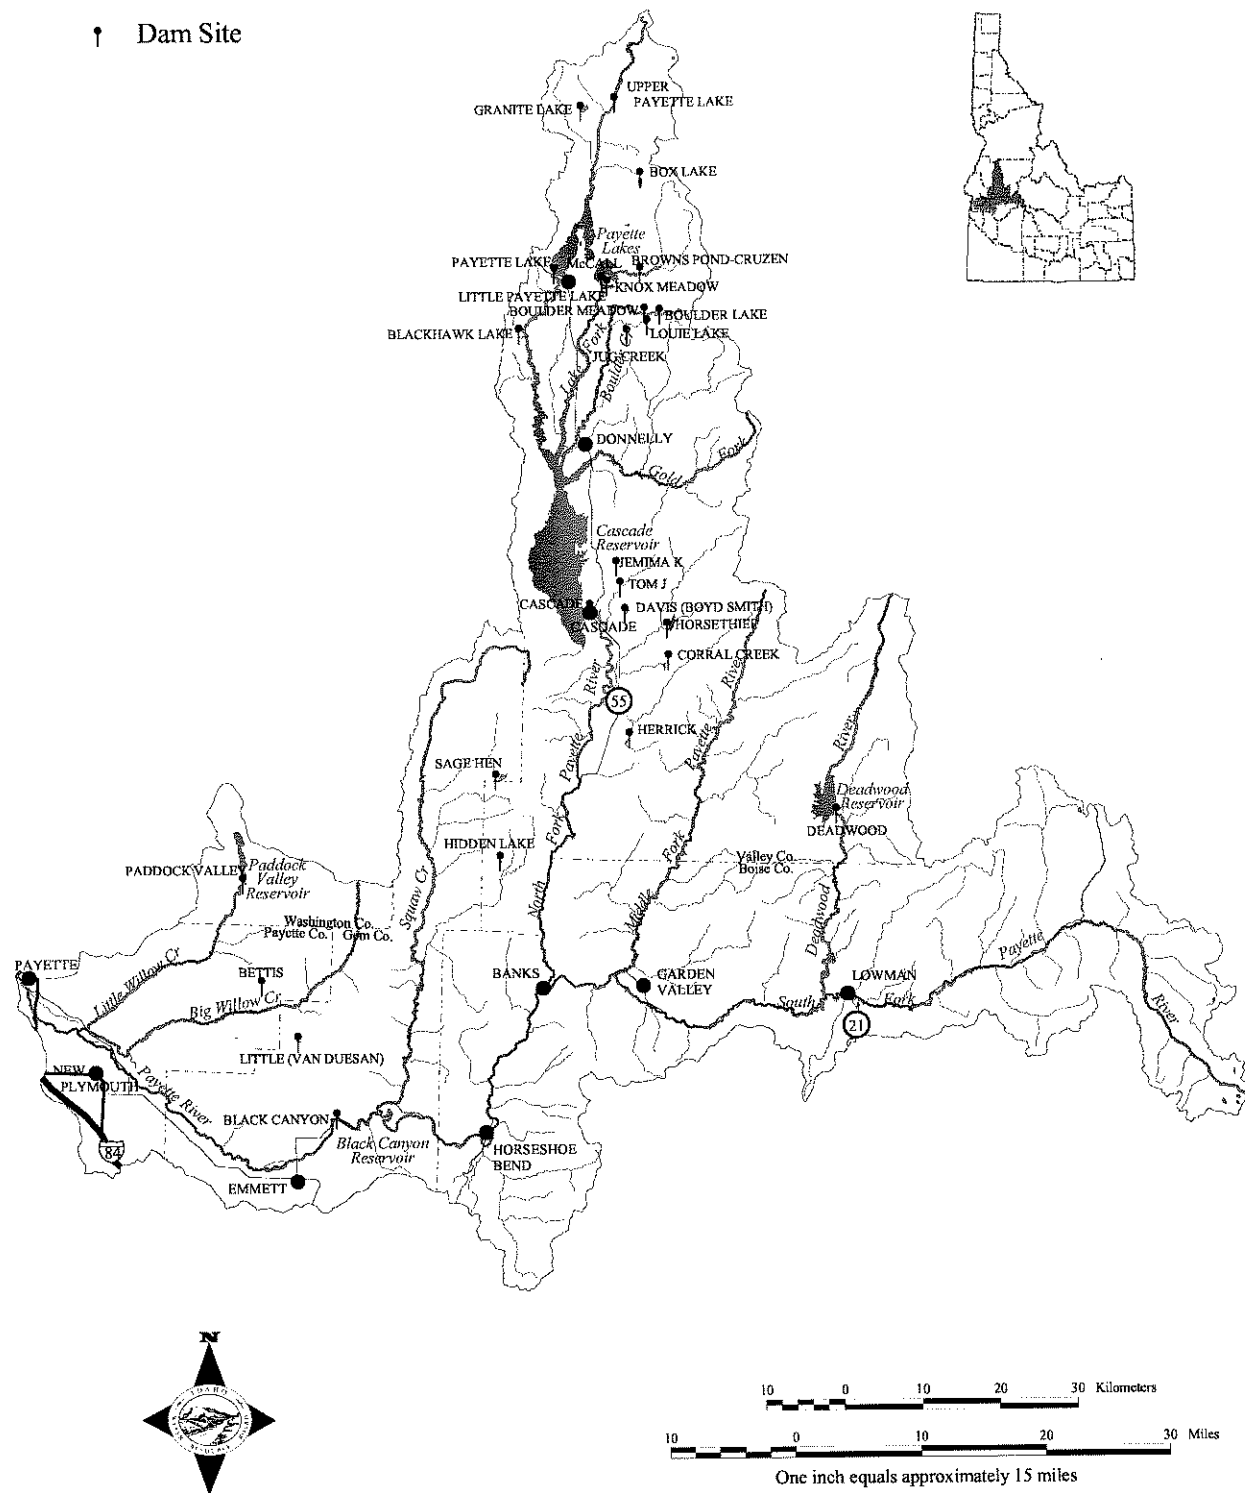 Dam Site
UPPER
PAYETTE LAKE
GRANITE LAKE
BOX LAKE
Payette
Lakes
PAYETTE LAKE
McCALL
BROWNS POND-CRUZEN
LITTLE PAYETTE LAKE
KNOX MEADOW
BOULDER MEADOW
BOULDER LAKE
BLACKHAWK LAKE
LOUIE LAKE
JUG CREEK
Lake Fork
Boulder Cr
DONNELLY
Gold Fork
Cascade
Reservoir
JEMIMA K
TOM J
CASCADE
DAVIS (BOYD SMITH)
CASCADE
HORSETHIEF
CORRAL CREEK
55
HERRICK
North Fork Payette River
Middle Fork Payette River
SAGE HEN
HIDDEN LAKE
Squaw Cr
Deadwood River
Deadwood
Reservoir
DEADWOOD
Valley Co.
Boise Co.
PADDOCK VALLEY
Paddock
Valley
Reservoir
Washington Co.
Payette Co.
Gem Co.
PAYETTE
Little Willow Cr
BETTIS
Big Willow Cr
BANKS
GARDEN
VALLEY
LOWMAN
South Fork Payette River
21
LITTLE (VAN DUESAN)
NEW
PLYMOUTH
Payette River
84
BLACK CANYON
Black Canyon
Reservoir
HORSESHOE
BEND
EMMETT
N
IDAHO
10 0 10 20 30 Kilometers
10 0 10 20 30 Miles
One inch equals approximately 15 miles